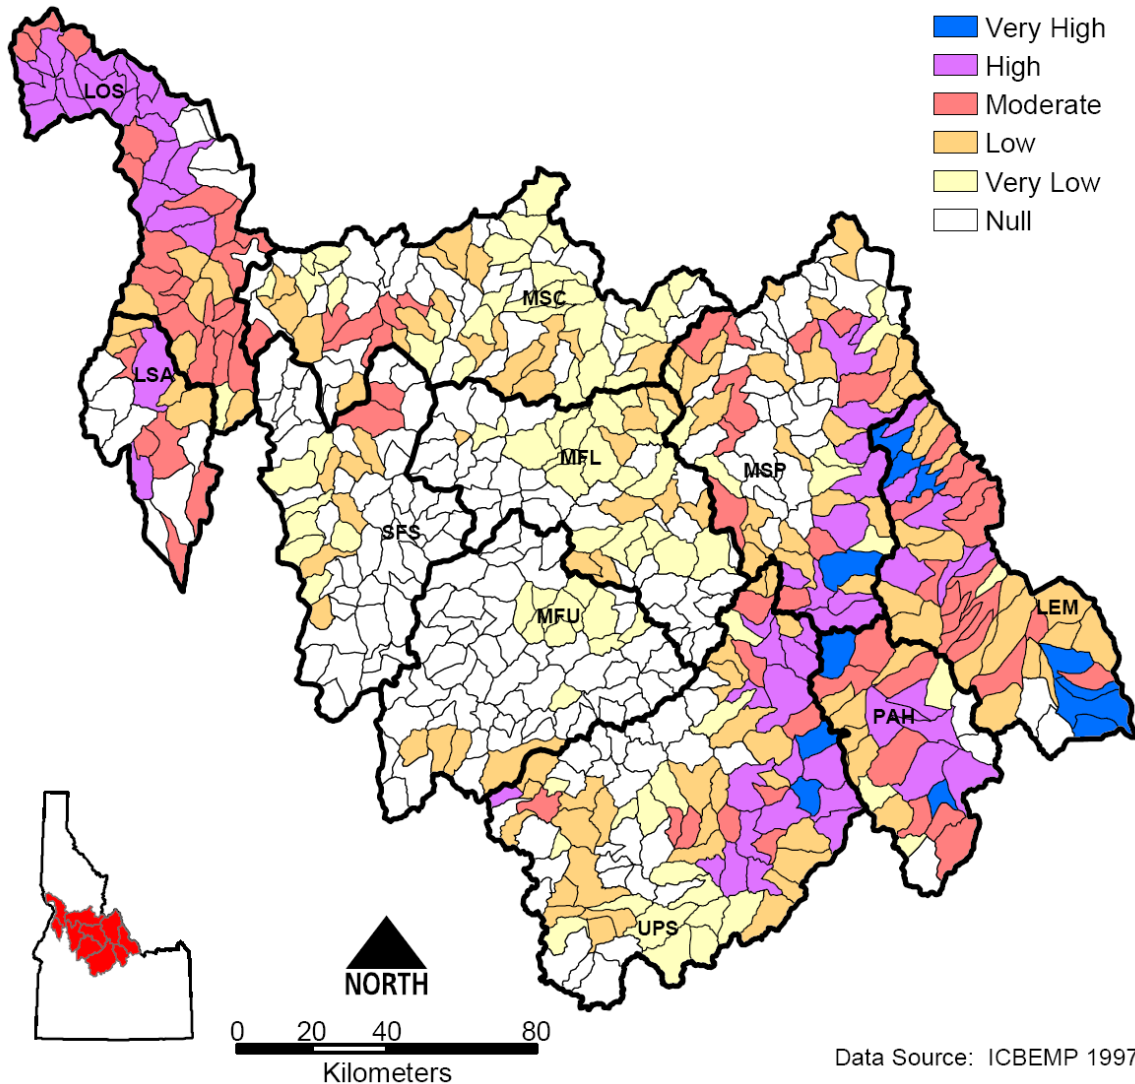 Very High
High
Moderate
Low
Very Low
Null
LOS
MSC
LSA
MFL
MSP
SFS
LEM
MFU
PAH
UPS
NORTH
0 20 40 80
Kilometers
Data Source: ICBEMP 1997